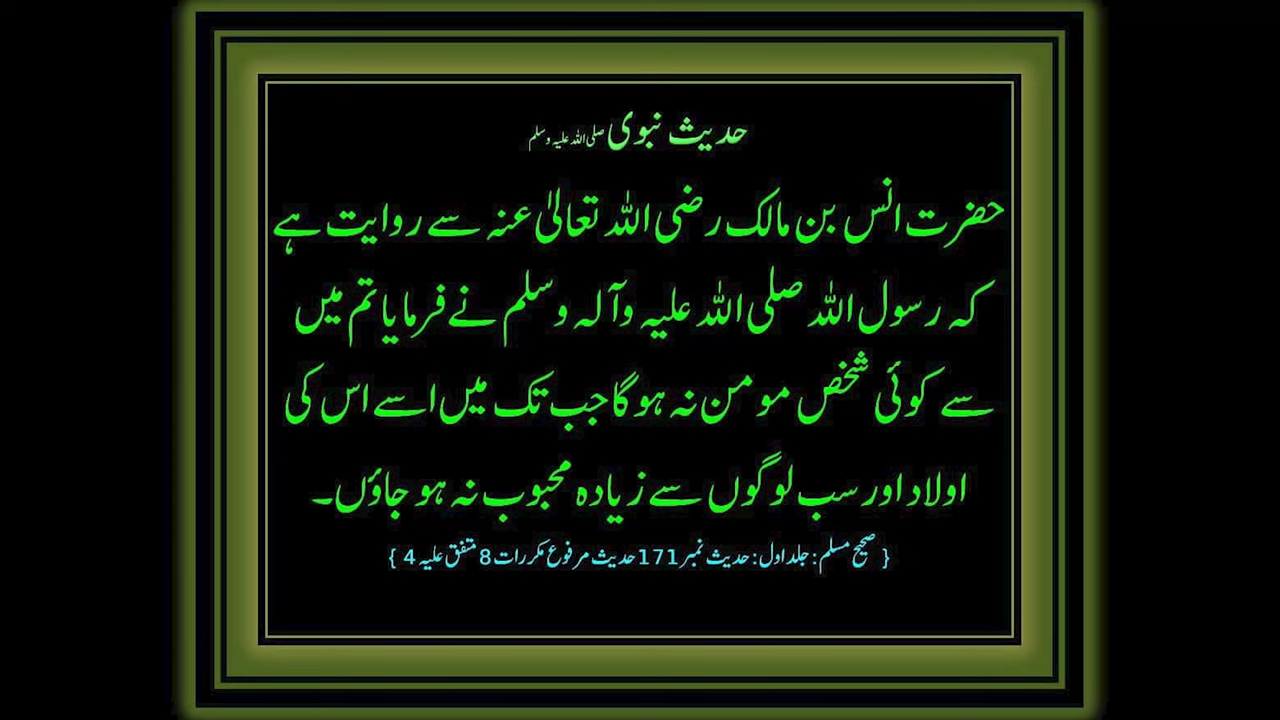 حدیث نبوی صلی اللہ علیہ وسلم
حضرت انس بن مالک رضی اللہ تعالیٰ عنہ سے روایت ہے
کہ رسول اللہ صلی اللہ علیہ وآلہ وسلم نے فرمایا تم میں
سے کوئی شخص مومن نہ ہوگا جب تک میں اسے اس کی
اولاد اور سب لوگوں سے زیادہ محبوب نہ ہو جاؤں۔
{ صحیح مسلم : جلد اول : حدیث نمبر 171 حدیث مرفوع مکررات 8 متفق علیہ 4 }